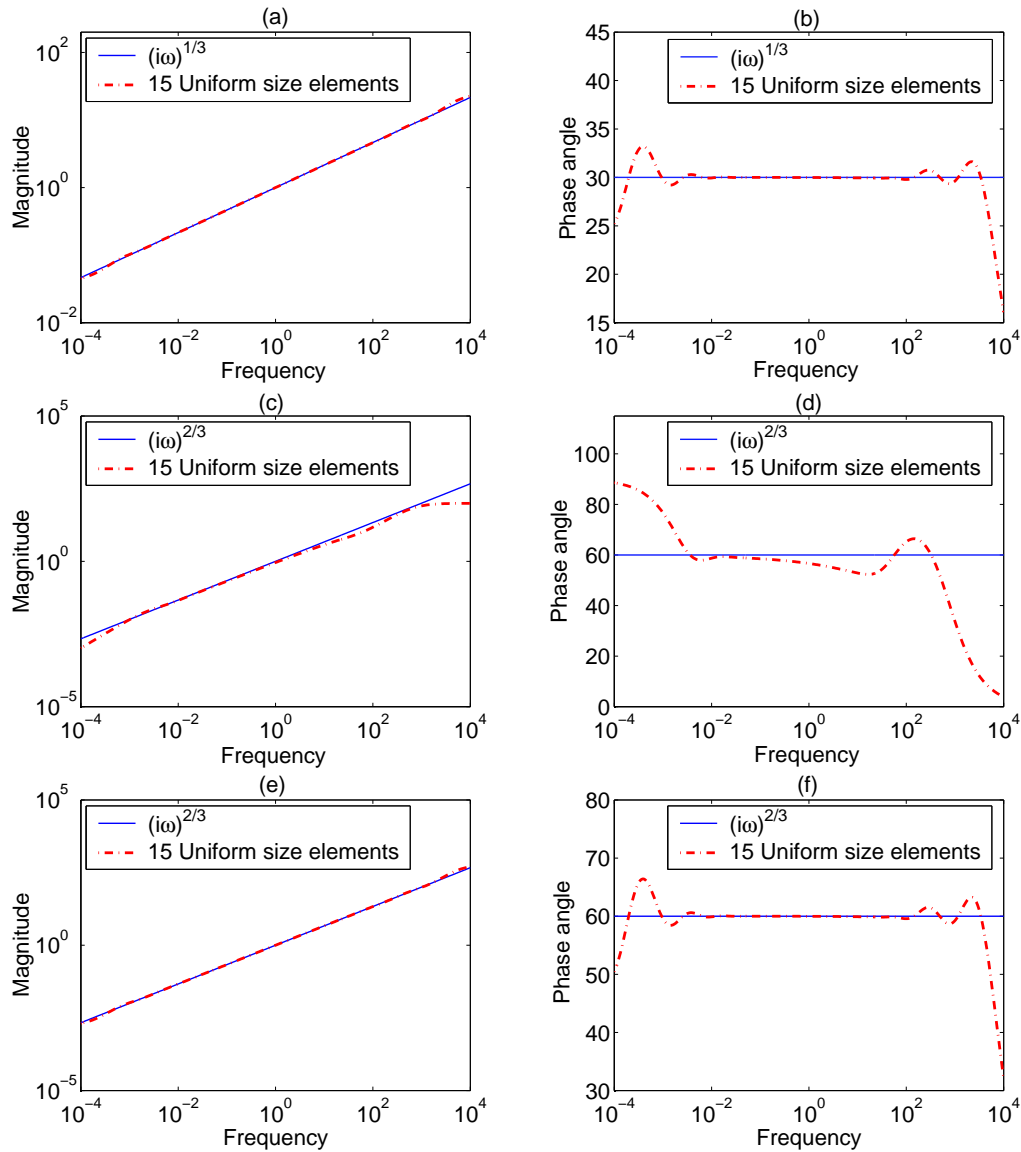 (a)
10^2
10^0
10^-2
Magnitude
(iω)^1/3
15 Uniform size elements
10^-4 10^-2 10^0 10^2 10^4
Frequency
(b)
45
40
35
30
25
20
15
Phase angle
(iω)^1/3
15 Uniform size elements
10^-4 10^-2 10^0 10^2 10^4
Frequency
(c)
10^5
10^0
10^-5
Magnitude
(iω)^2/3
15 Uniform size elements
10^-4 10^-2 10^0 10^2 10^4
Frequency
(d)
100
80
60
40
20
0
Phase angle
(iω)^2/3
15 Uniform size elements
10^-4 10^-2 10^0 10^2 10^4
Frequency
(e)
10^5
10^0
10^-5
Magnitude
(iω)^2/3
15 Uniform size elements
10^-4 10^-2 10^0 10^2 10^4
Frequency
(f)
80
70
60
50
40
30
Phase angle
(iω)^2/3
15 Uniform size elements
10^-4 10^-2 10^0 10^2 10^4
Frequency